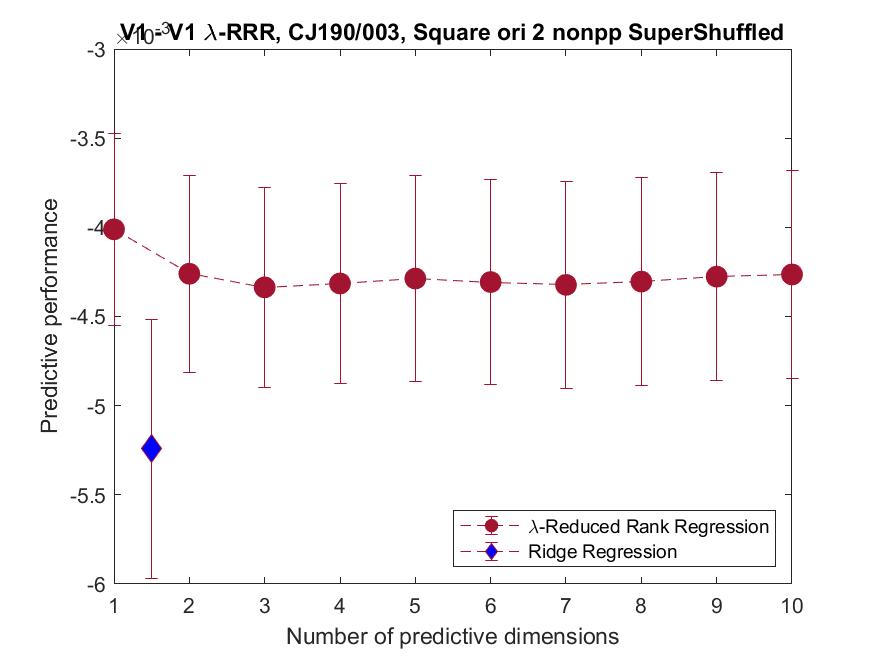 V1 - V1 λ-RRR, CJ190/003, Square ori 2 nonpp SuperShuffled
×10-3
-3
-3.5
-4
-4.5
-5
-5.5
-6
Predictive performance
1 2 3 4 5 6 7 8 9 10
Number of predictive dimensions
λ-Reduced Rank Regression
Ridge Regression